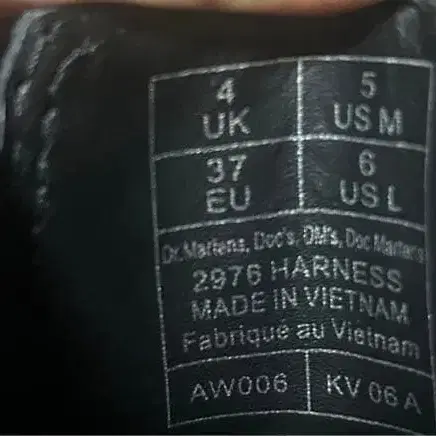 4 5
UK US M
37 6
EU US L
Dr. Martens, Doc's, DM's, Doc Martens
2976 HARNESS
MADE IN VIETNAM
Fabriqué au Vietnam
AW006 KV 06 A